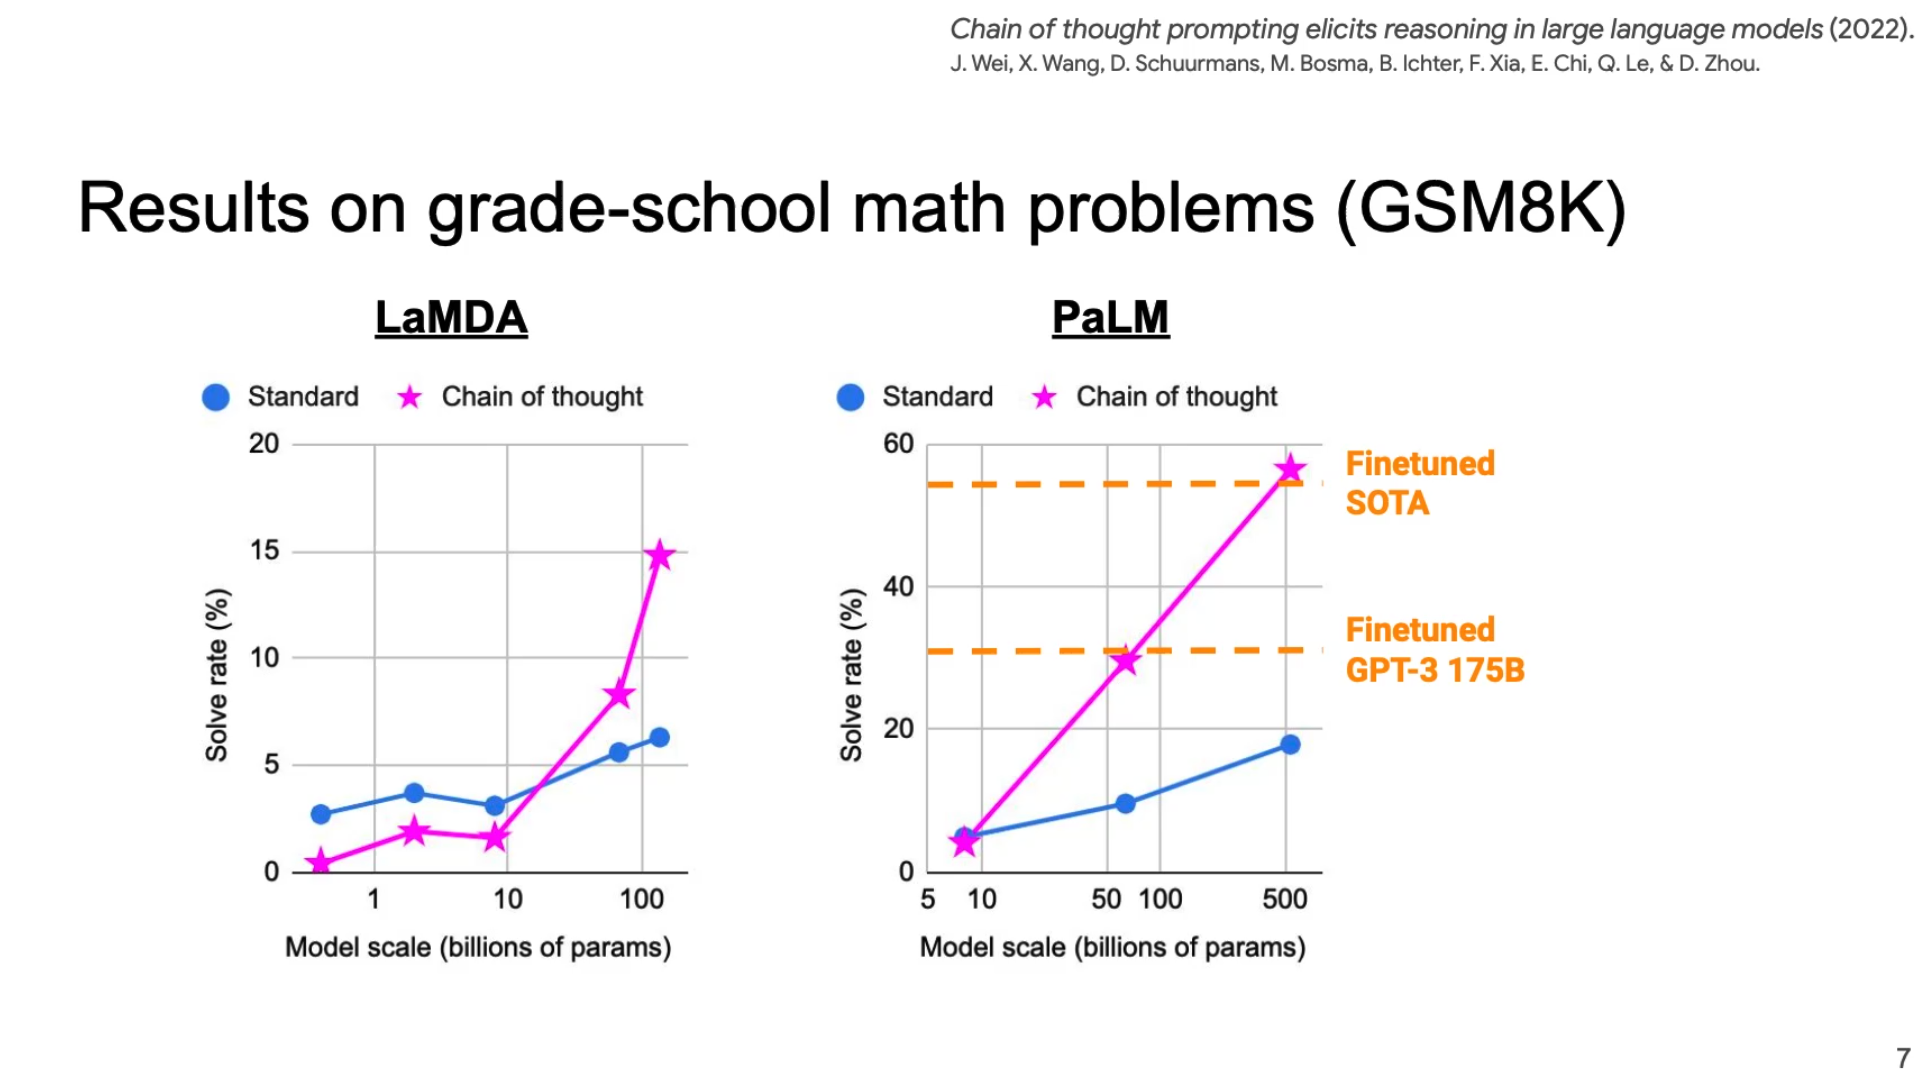 Chain of thought prompting elicits reasoning in large language models (2022).
J. Wei, X. Wang, D. Schuurmans, M. Bosma, B. Ichter, F. Xia, E. Chi, Q. Le, & D. Zhou.
Results on grade-school math problems (GSM8K)
LaMDA
Standard
Chain of thought
20
15
10
5
0
Solve rate (%)
1
10
100
Model scale (billions of params)
PaLM
Standard
Chain of thought
60
40
20
0
Solve rate (%)
5
10
50
100
500
Model scale (billions of params)
Finetuned
SOTA
Finetuned
GPT-3 175B
7